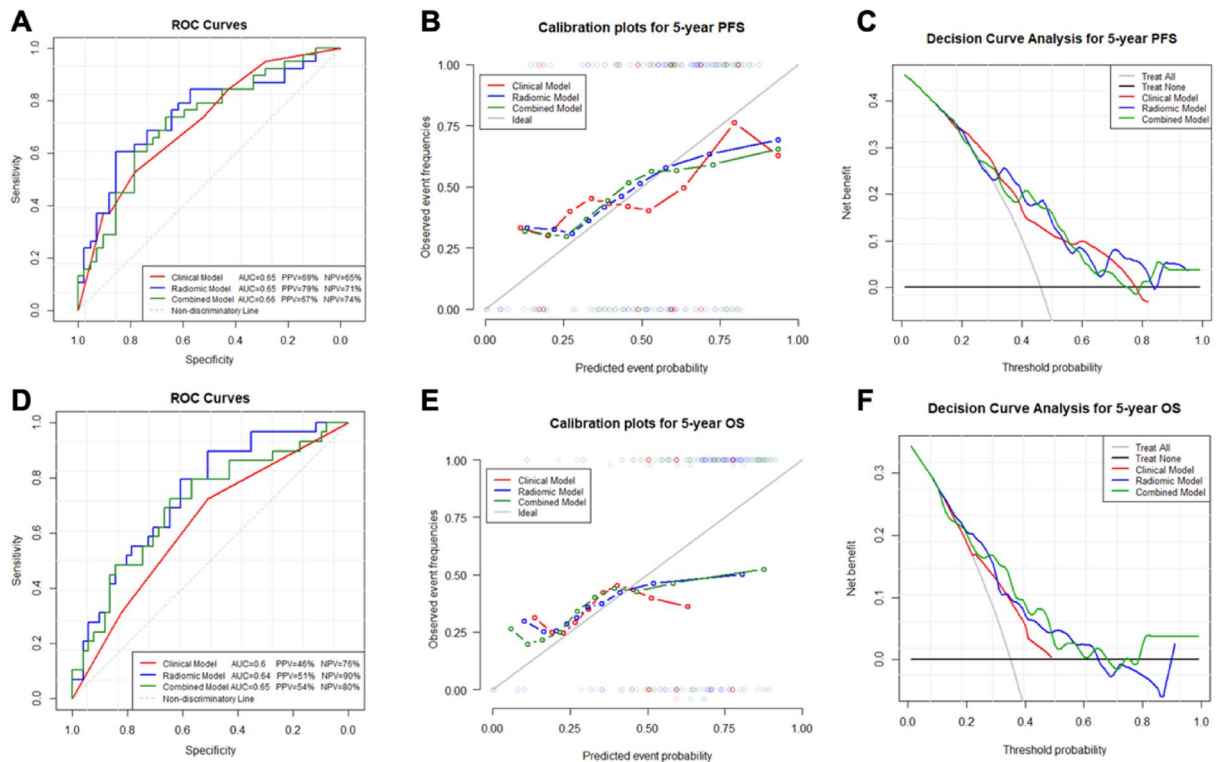 A
ROC Curves
Sensitivity
1.0
0.8
0.6
0.4
0.2
0.0
Clinical Model AUC=0.65 PPV=69% NPV=65%
Radiomic Model AUC=0.65 PPV=79% NPV=71%
Combined Model AUC=0.66 PPV=67% NPV=74%
Non-discriminatory Line
1.0 0.8 0.6 0.4 0.2 0.0
Specificity
B
Calibration plots for 5-year PFS
Observed event frequencies
1.00
0.75
0.50
0.25
0.00
Clinical Model
Radiomic Model
Combined Model
Ideal
0.00 0.25 0.50 0.75 1.00
Predicted event probability
C
Decision Curve Analysis for 5-year PFS
Net benefit
0.4
0.3
0.2
0.1
0.0
Treat All
Treat None
Clinical Model
Radiomic Model
Combined Model
0.0 0.2 0.4 0.6 0.8 1.0
Threshold probability
D
ROC Curves
Sensitivity
1.0
0.8
0.6
0.4
0.2
0.0
Clinical Model AUC=0.6 PPV=46% NPV=76%
Radiomic Model AUC=0.64 PPV=51% NPV=90%
Combined Model AUC=0.65 PPV=54% NPV=80%
Non-discriminatory Line
1.0 0.8 0.6 0.4 0.2 0.0
Specificity
E
Calibration plots for 5-year OS
Observed event frequencies
1.00
0.75
0.50
0.25
0.00
Clinical Model
Radiomic Model
Combined Model
Ideal
0.00 0.25 0.50 0.75 1.00
Predicted event probability
F
Decision Curve Analysis for 5-year OS
Net benefit
0.3
0.2
0.1
0.0
Treat All
Treat None
Clinical Model
Radiomic Model
Combined Model
0.0 0.2 0.4 0.6 0.8 1.0
Threshold probability